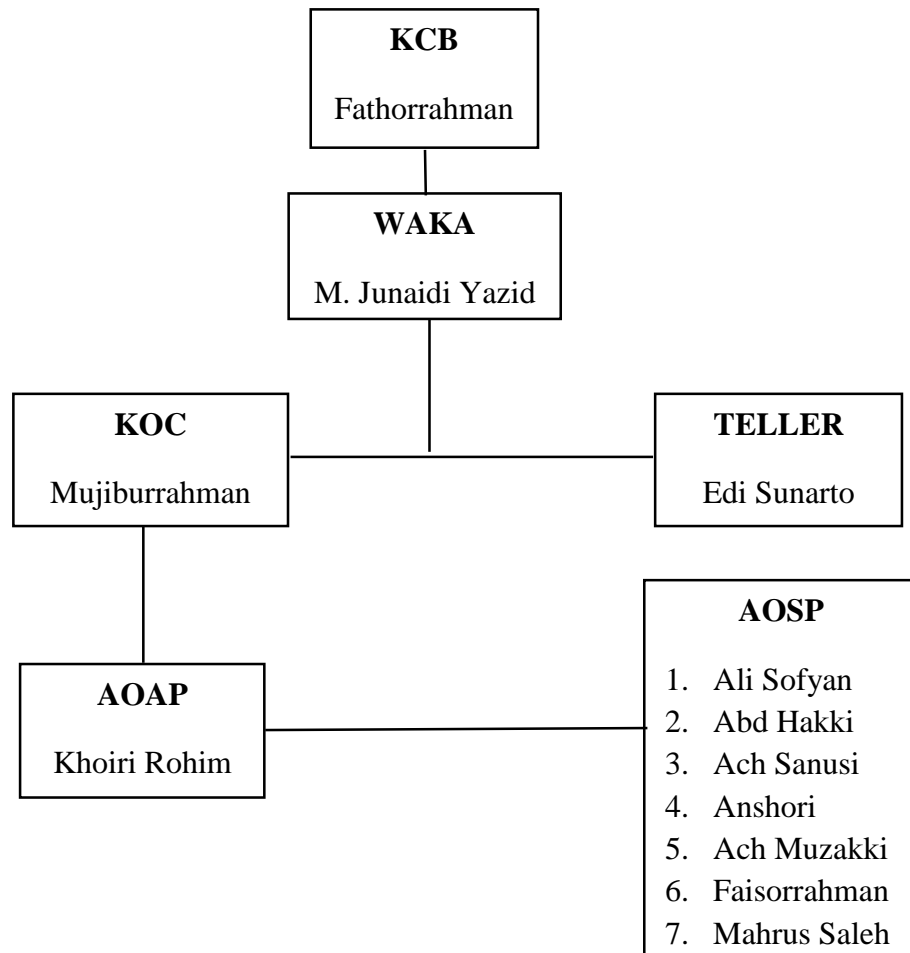 KCB
Fathorrahman
WAKA
M. Junaidi Yazid
KOC
Mujiburrahman
TELLER
Edi Sunarto
AOAP
Khoiri Rohim
AOSP
1. Ali Sofyan
2. Abd Hakki
3. Ach Sanusi
4. Anshori
5. Ach Muzakki
6. Faisorrahman
7. Mahrus Saleh